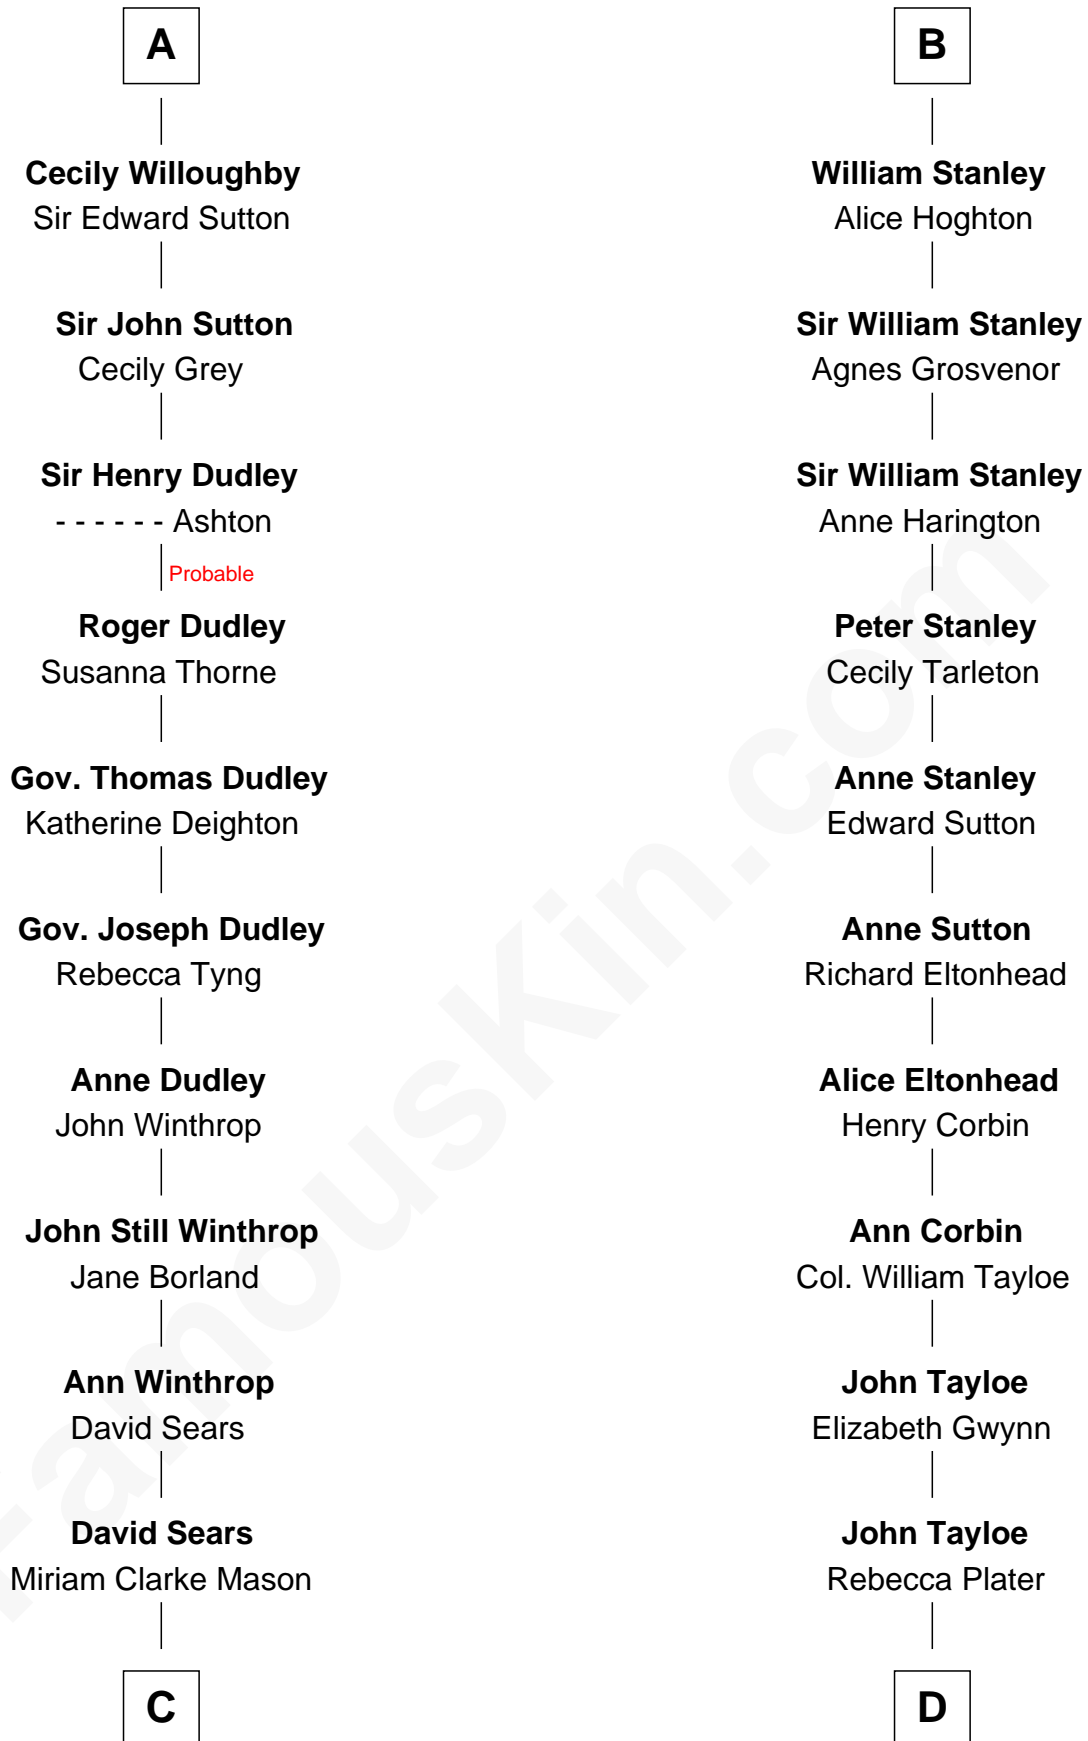 A
Cecily Willoughby
Sir Edward Sutton
Sir John Sutton
Cecily Grey
Sir Henry Dudley
- - - - - - Ashton
Probable
Roger Dudley
Susanna Thorne
Gov. Thomas Dudley
Katherine Deighton
Gov. Joseph Dudley
Rebecca Tyng
Anne Dudley
John Winthrop
John Still Winthrop
Jane Borland
Ann Winthrop
David Sears
David Sears
Miriam Clarke Mason
C
B
William Stanley
Alice Hoghton
Sir William Stanley
Agnes Grosvenor
Sir William Stanley
Anne Harington
Peter Stanley
Cecily Tarleton
Anne Stanley
Edward Sutton
Anne Sutton
Richard Eltonhead
Alice Eltonhead
Henry Corbin
Ann Corbin
Col. William Tayloe
John Tayloe
Elizabeth Gwynn
John Tayloe
Rebecca Plater
D
FamousKin.com